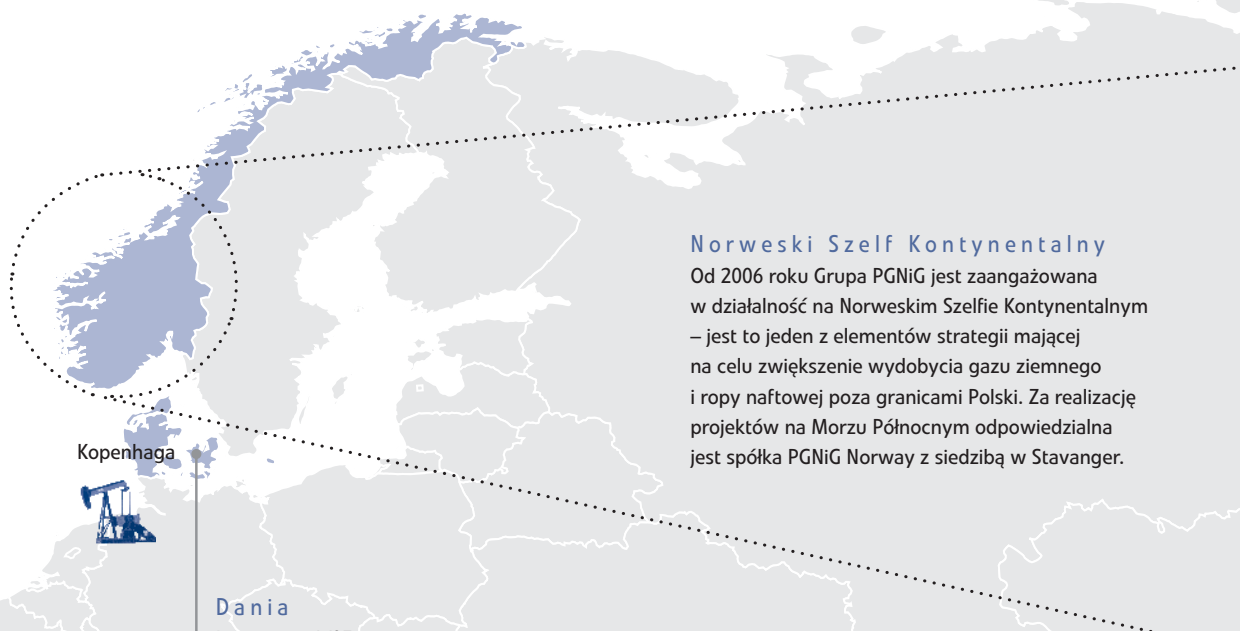 Norweski Szelf Kontynentalny
Od 2006 roku Grupa PGNiG jest zaangażowana
w działalność na Norweskim Szelfie Kontynentalnym
– jest to jeden z elementów strategii mającej
na celu zwiększenie wydobycia gazu ziemnego
i ropy naftowej poza granicami Polski. Za realizację
projektów na Morzu Północnym odpowiedzialna
jest spółka PGNiG Norway z siedzibą w Stavanger.
Kopenhaga
Dania